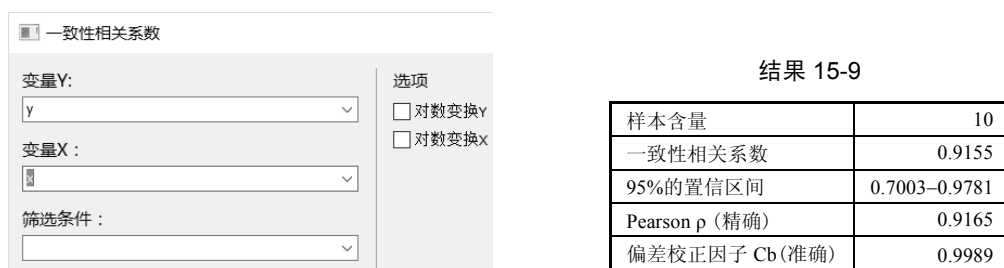 一致性相关系数
变量Y:
y
变量X：
x
筛选条件：
选项
对数变换Y
对数变换X
结果 15-9
样本含量 10
一致性相关系数 0.9155
95%的置信区间 0.7003–0.9781
Pearson ρ (精确) 0.9165
偏差校正因子 Cb(准确) 0.9989